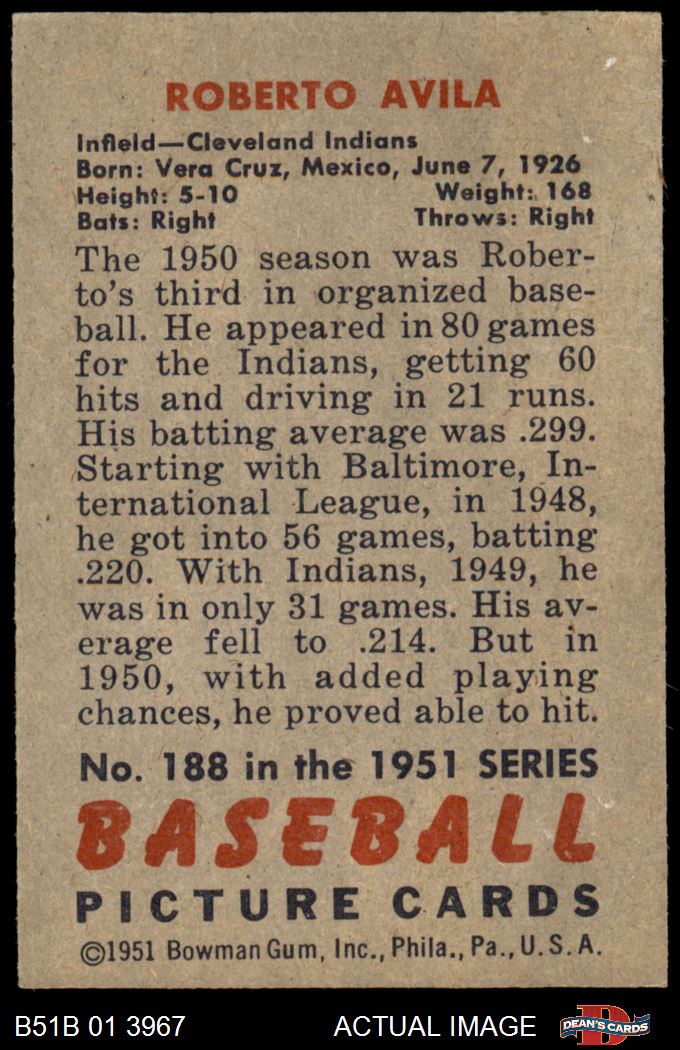 ROBERTO AVILA
Infield—Cleveland Indians
Born: Vera Cruz, Mexico, June 7, 1926
Height: 5-10 Weight: 168
Bats: Right Throws: Right
The 1950 season was Rober-
to's third in organized base-
ball. He appeared in 80 games
for the Indians, getting 60
hits and driving in 21 runs.
His batting average was .299.
Starting with Baltimore, In-
ternational League, in 1948,
he got into 56 games, batting
.220. With Indians, 1949, he
was in only 31 games. His av-
erage fell to .214. But in
1950, with added playing
chances, he proved able to hit.
No. 188 in the 1951 SERIES
BASEBALL
PICTURE CARDS
©1951 Bowman Gum, Inc., Phila., Pa., U.S.A.
B51B 01 3967 ACTUAL IMAGE DEAN'S CARDS